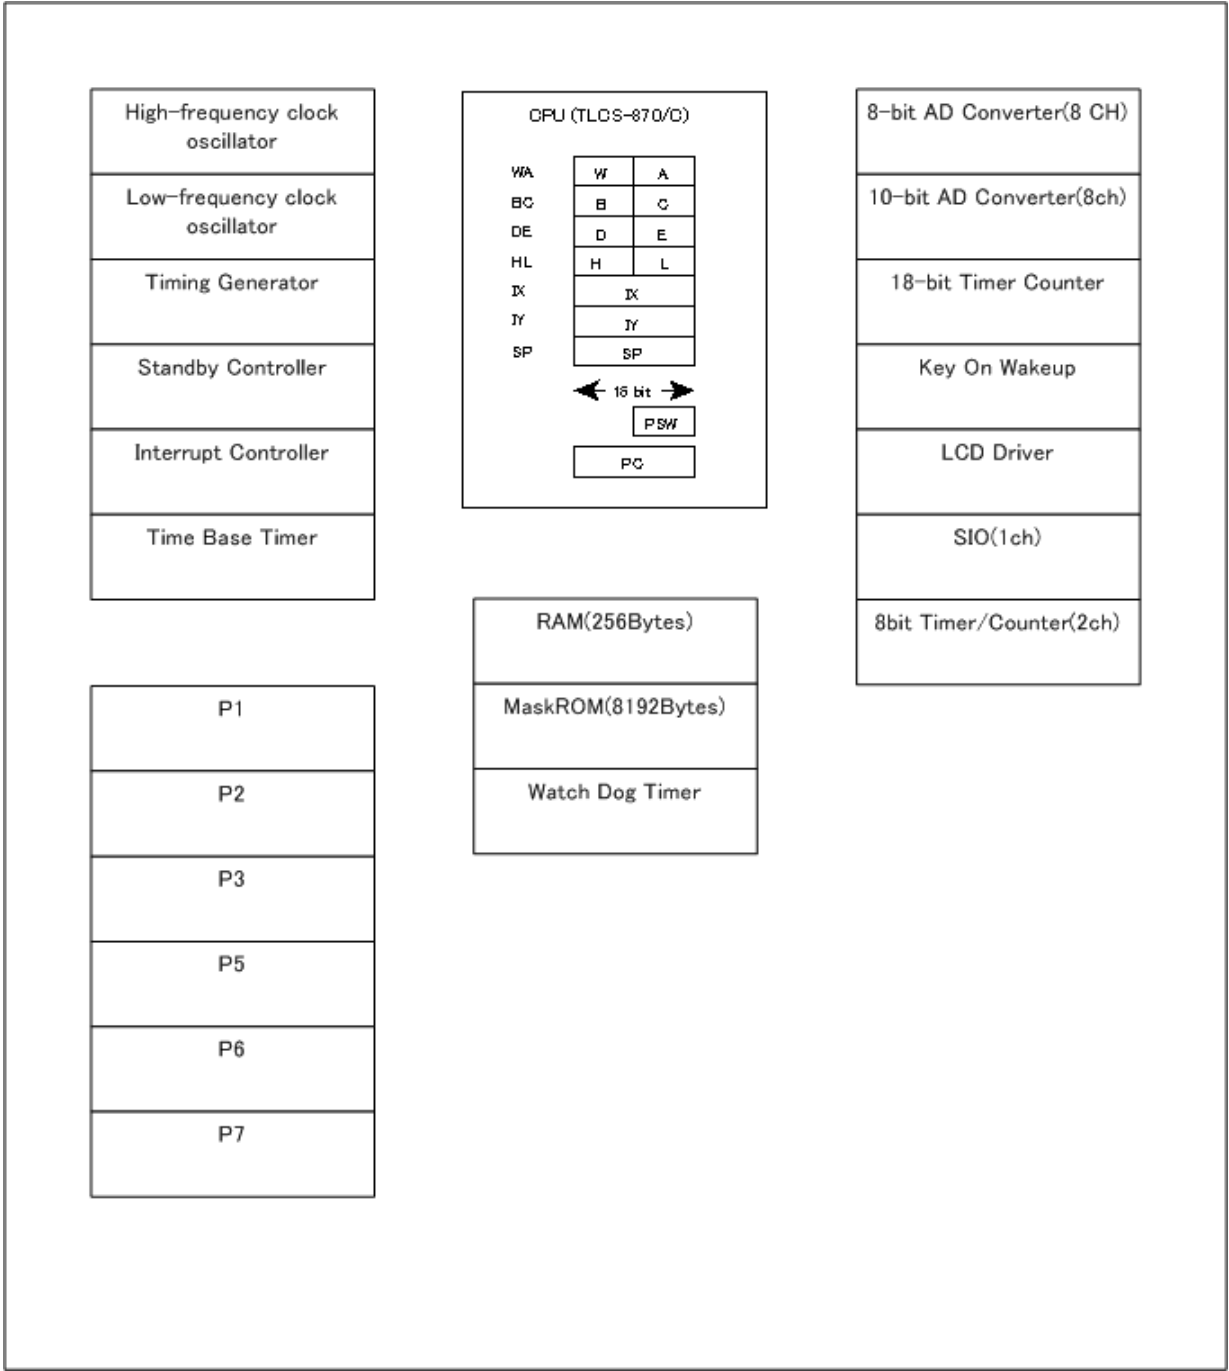 High-frequency clock
oscillator
Low-frequency clock
oscillator
Timing Generator
Standby Controller
Interrupt Controller
Time Base Timer
P1
P2
P3
P5
P6
P7
CPU (TLCS-870/C)
WA W A
BC B C
DE D E
HL H L
IX IX
IY IY
SP SP
16 bit
PSW
PC
RAM(256Bytes)
MaskROM(8192Bytes)
Watch Dog Timer
8-bit AD Converter(8 CH)
10-bit AD Converter(8ch)
18-bit Timer Counter
Key On Wakeup
LCD Driver
SIO(1ch)
8bit Timer/Counter(2ch)